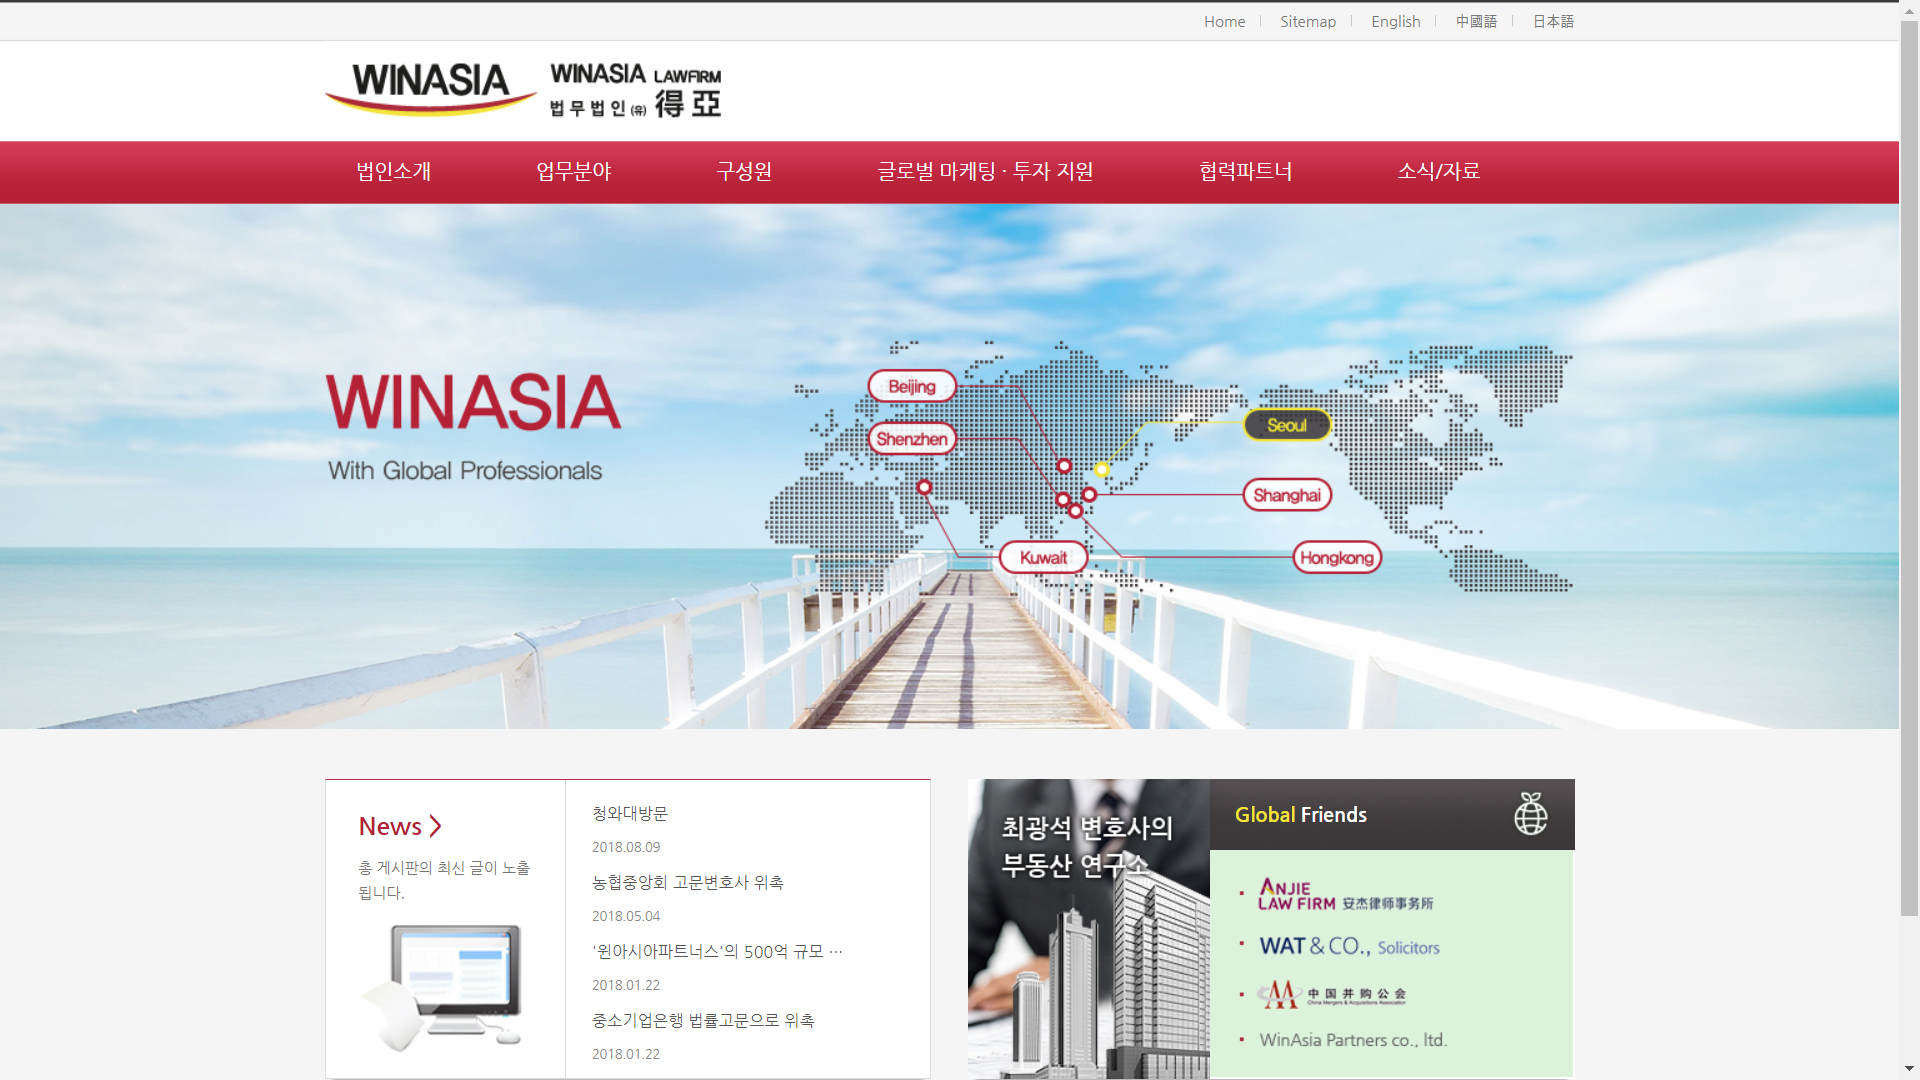 Home
Sitemap
English
中國語
日本語
WINASIA
WINASIA LAWFIRM
법무법인(유) 得亞
법인소개
업무분야
구성원
글로벌 마케팅 · 투자 지원
협력파트너
소식/자료
WINASIA
With Global Professionals
Beijing
Shenzhen
Seoul
Shanghai
Kuwait
Hongkong
News
총 게시판의 최신 글이 노출
됩니다.
청와대방문
2018.08.09
농협중앙회 고문변호사 위촉
2018.05.04
'윈아시아파트너스'의 500억 규모 ···
2018.01.22
중소기업은행 법률고문으로 위촉
2018.01.22
최광석 변호사의
부동산 연구소
Global Friends
ANJIE
LAW FIRM 安杰律师事务所
WAT & CO., Solicitors
中国并购公会
China Mergers & Acquisitions Association
WinAsia Partners co., ltd.